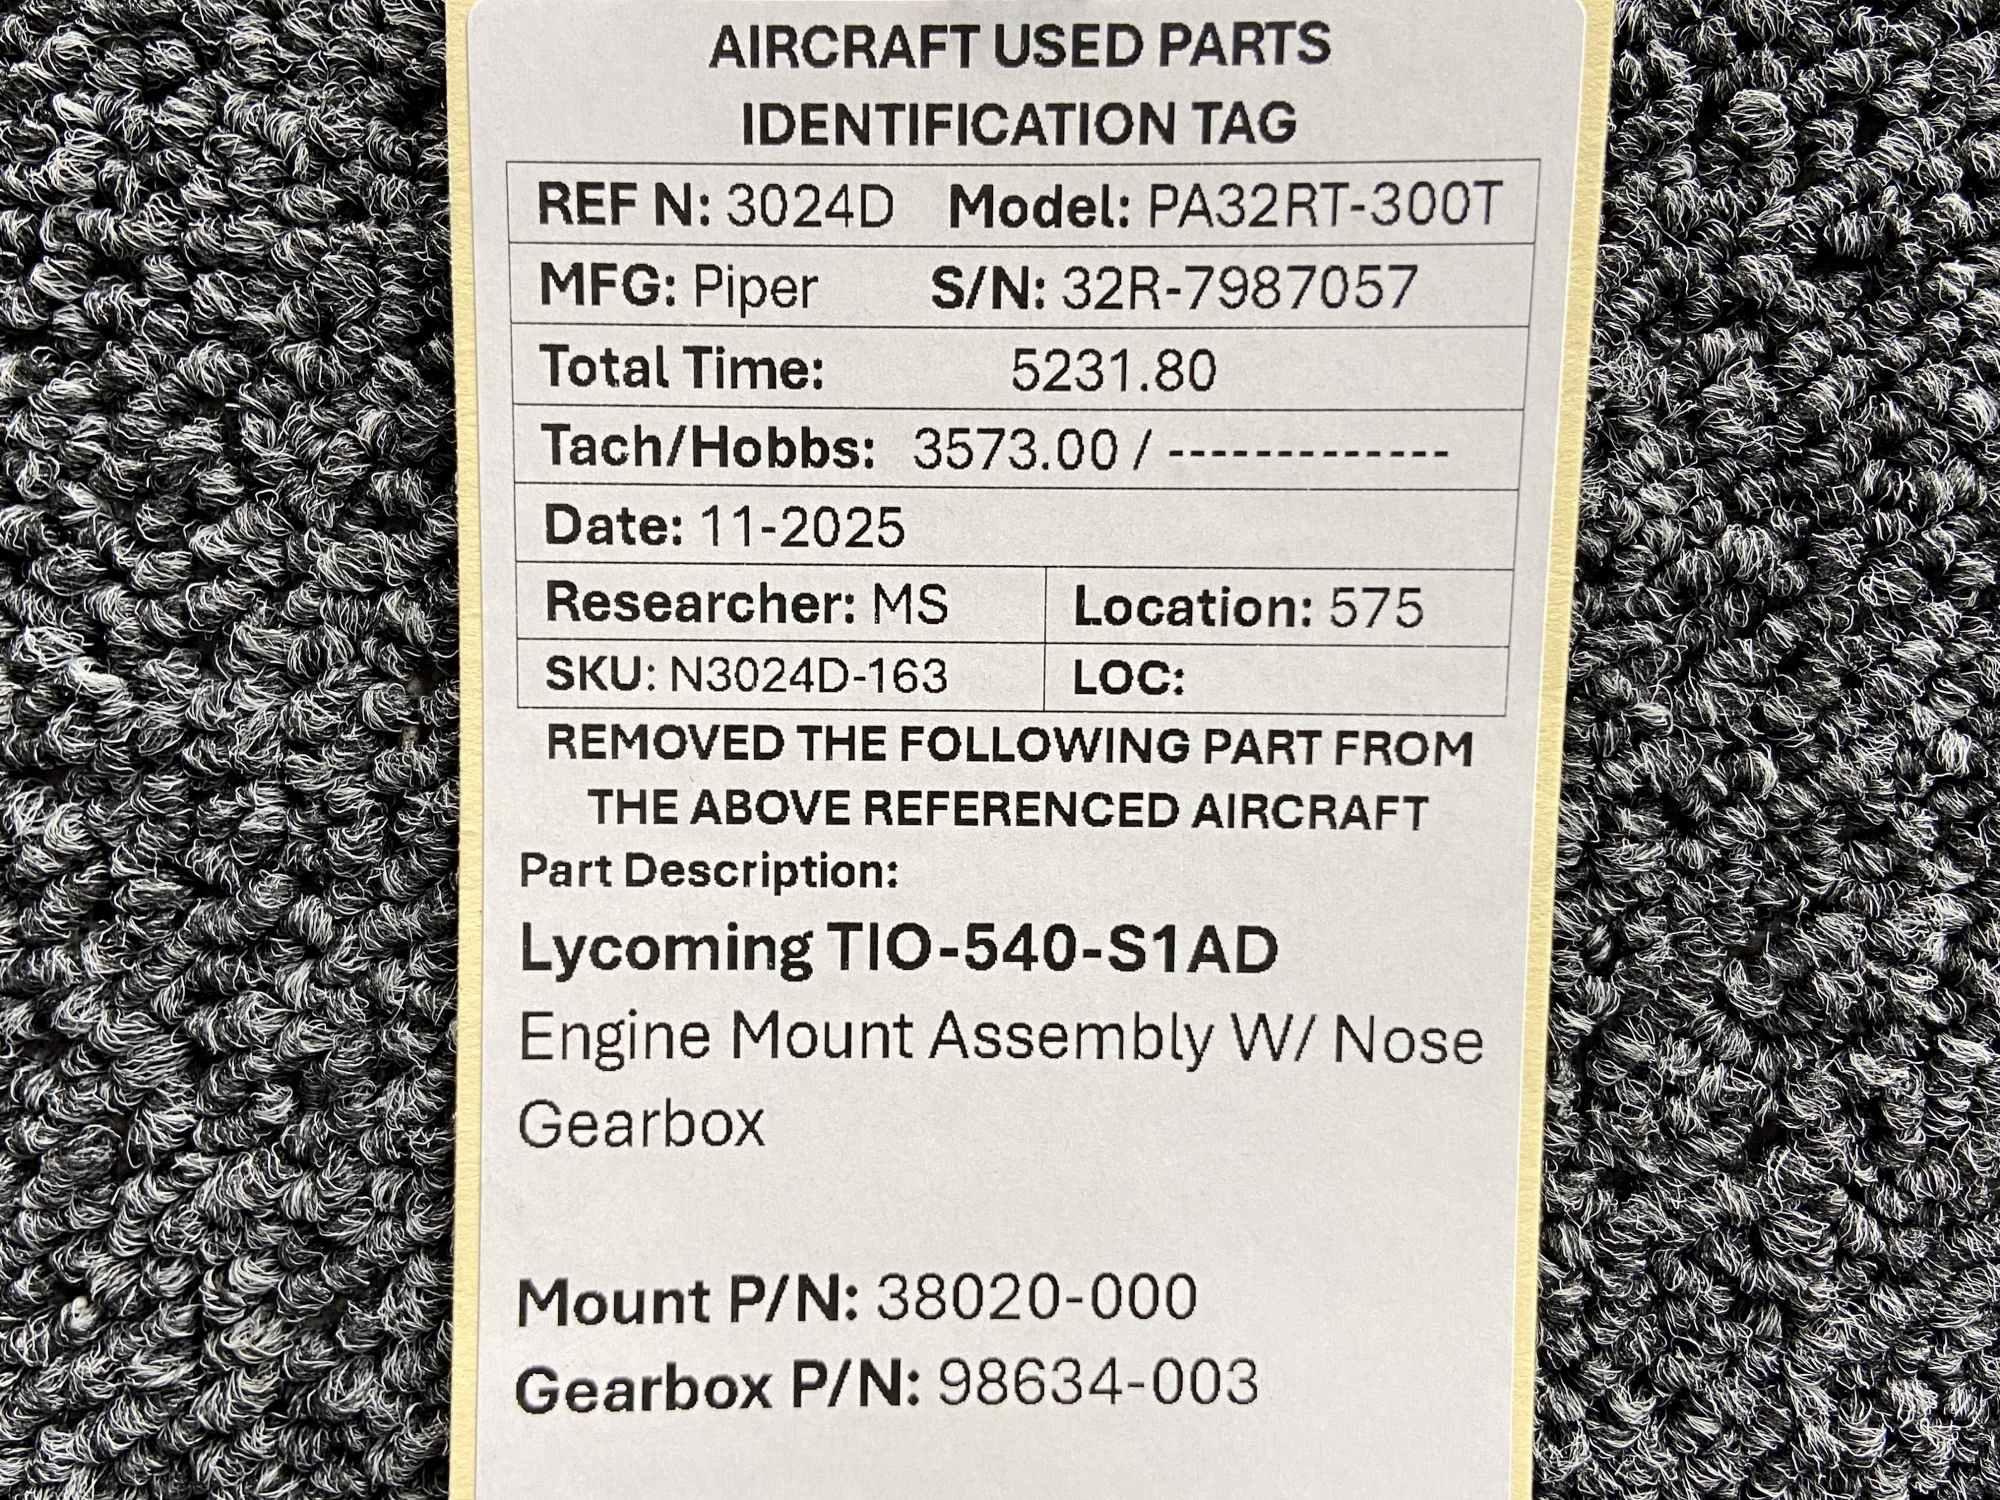 AIRCRAFT USED PARTS
IDENTIFICATION TAG
REF N: 3024D Model: PA32RT-300T
MFG: Piper S/N: 32R-7987057
Total Time: 5231.80
Tach/Hobbs: 3573.00 / -------------
Date: 11-2025
Researcher: MS Location: 575
SKU: N3024D-163 LOC:
REMOVED THE FOLLOWING PART FROM
THE ABOVE REFERENCED AIRCRAFT
Part Description:
Lycoming TIO-540-S1AD
Engine Mount Assembly W/ Nose
Gearbox
Mount P/N: 38020-000
Gearbox P/N: 98634-003